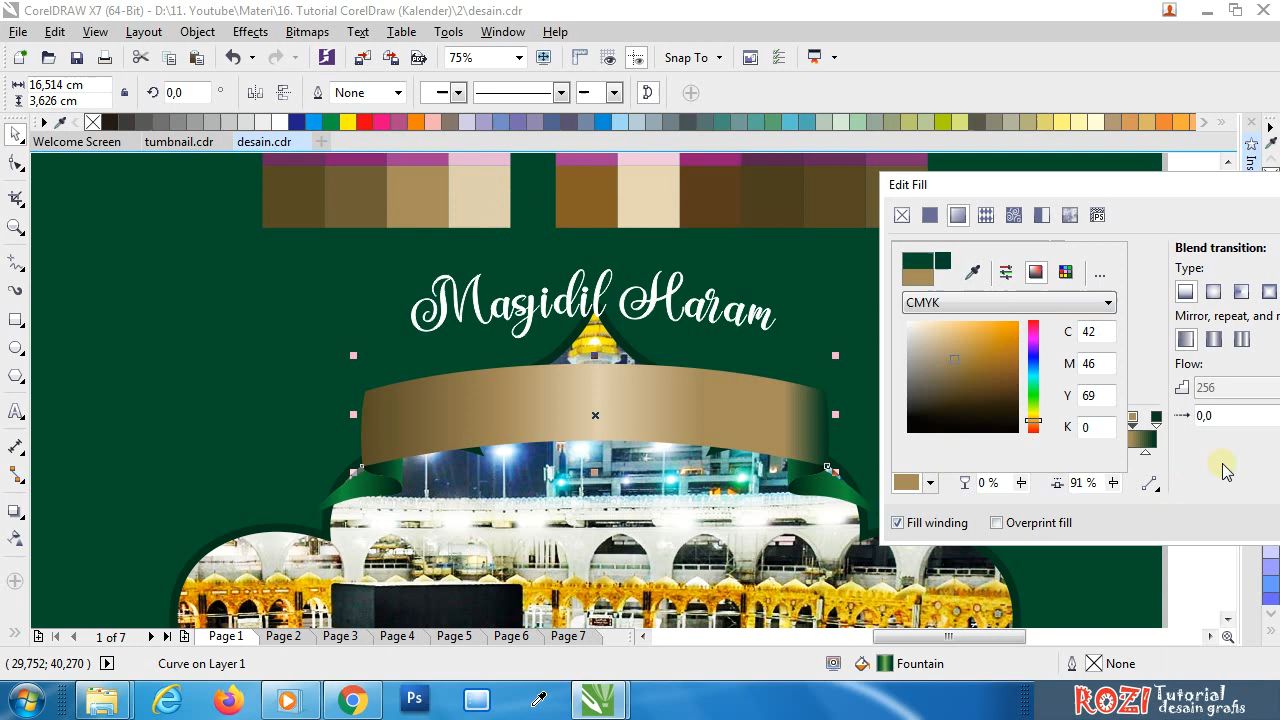 CorelDRAW X7 (64-Bit) - D:\11. Youtube\Materi\16. Tutorial CorelDraw (Kalender)\2\desain.cdr
File Edit View Layout Object Effects Bitmaps Text Table Tools Window Help
75% Snap To
16,514 cm
3,626 cm
0,0
None
Welcome Screen tumbnail.cdr desain.cdr
Ins
Edit Fill
PS
Blend transition:
Type:
CMYK
Mirror, repeat, and r
C 42
M 46
Flow:
256
Y 69
0,0
K 0
0 % 91 %
Fill winding Overprint fill
Masjidil Haram
1 of 7 Page 1 Page 2 Page 3 Page 4 Page 5 Page 6 Page 7
(29,752; 40,270) Curve on Layer 1 Fountain None
Ps
W
ROZI Tutorial
desain grafis